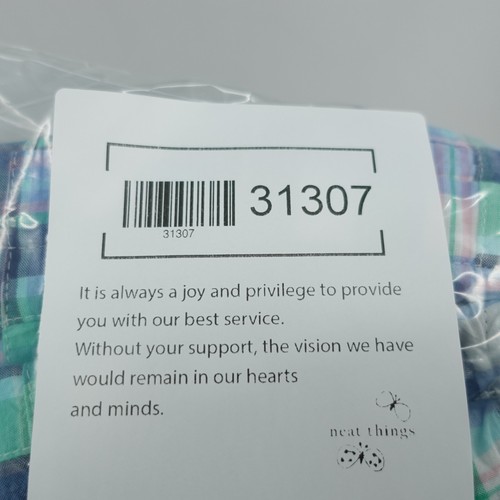 31307
31307
It is always a joy and privilege to provide
you with our best service.
Without your support, the vision we have
would remain in our hearts
and minds.
neat things